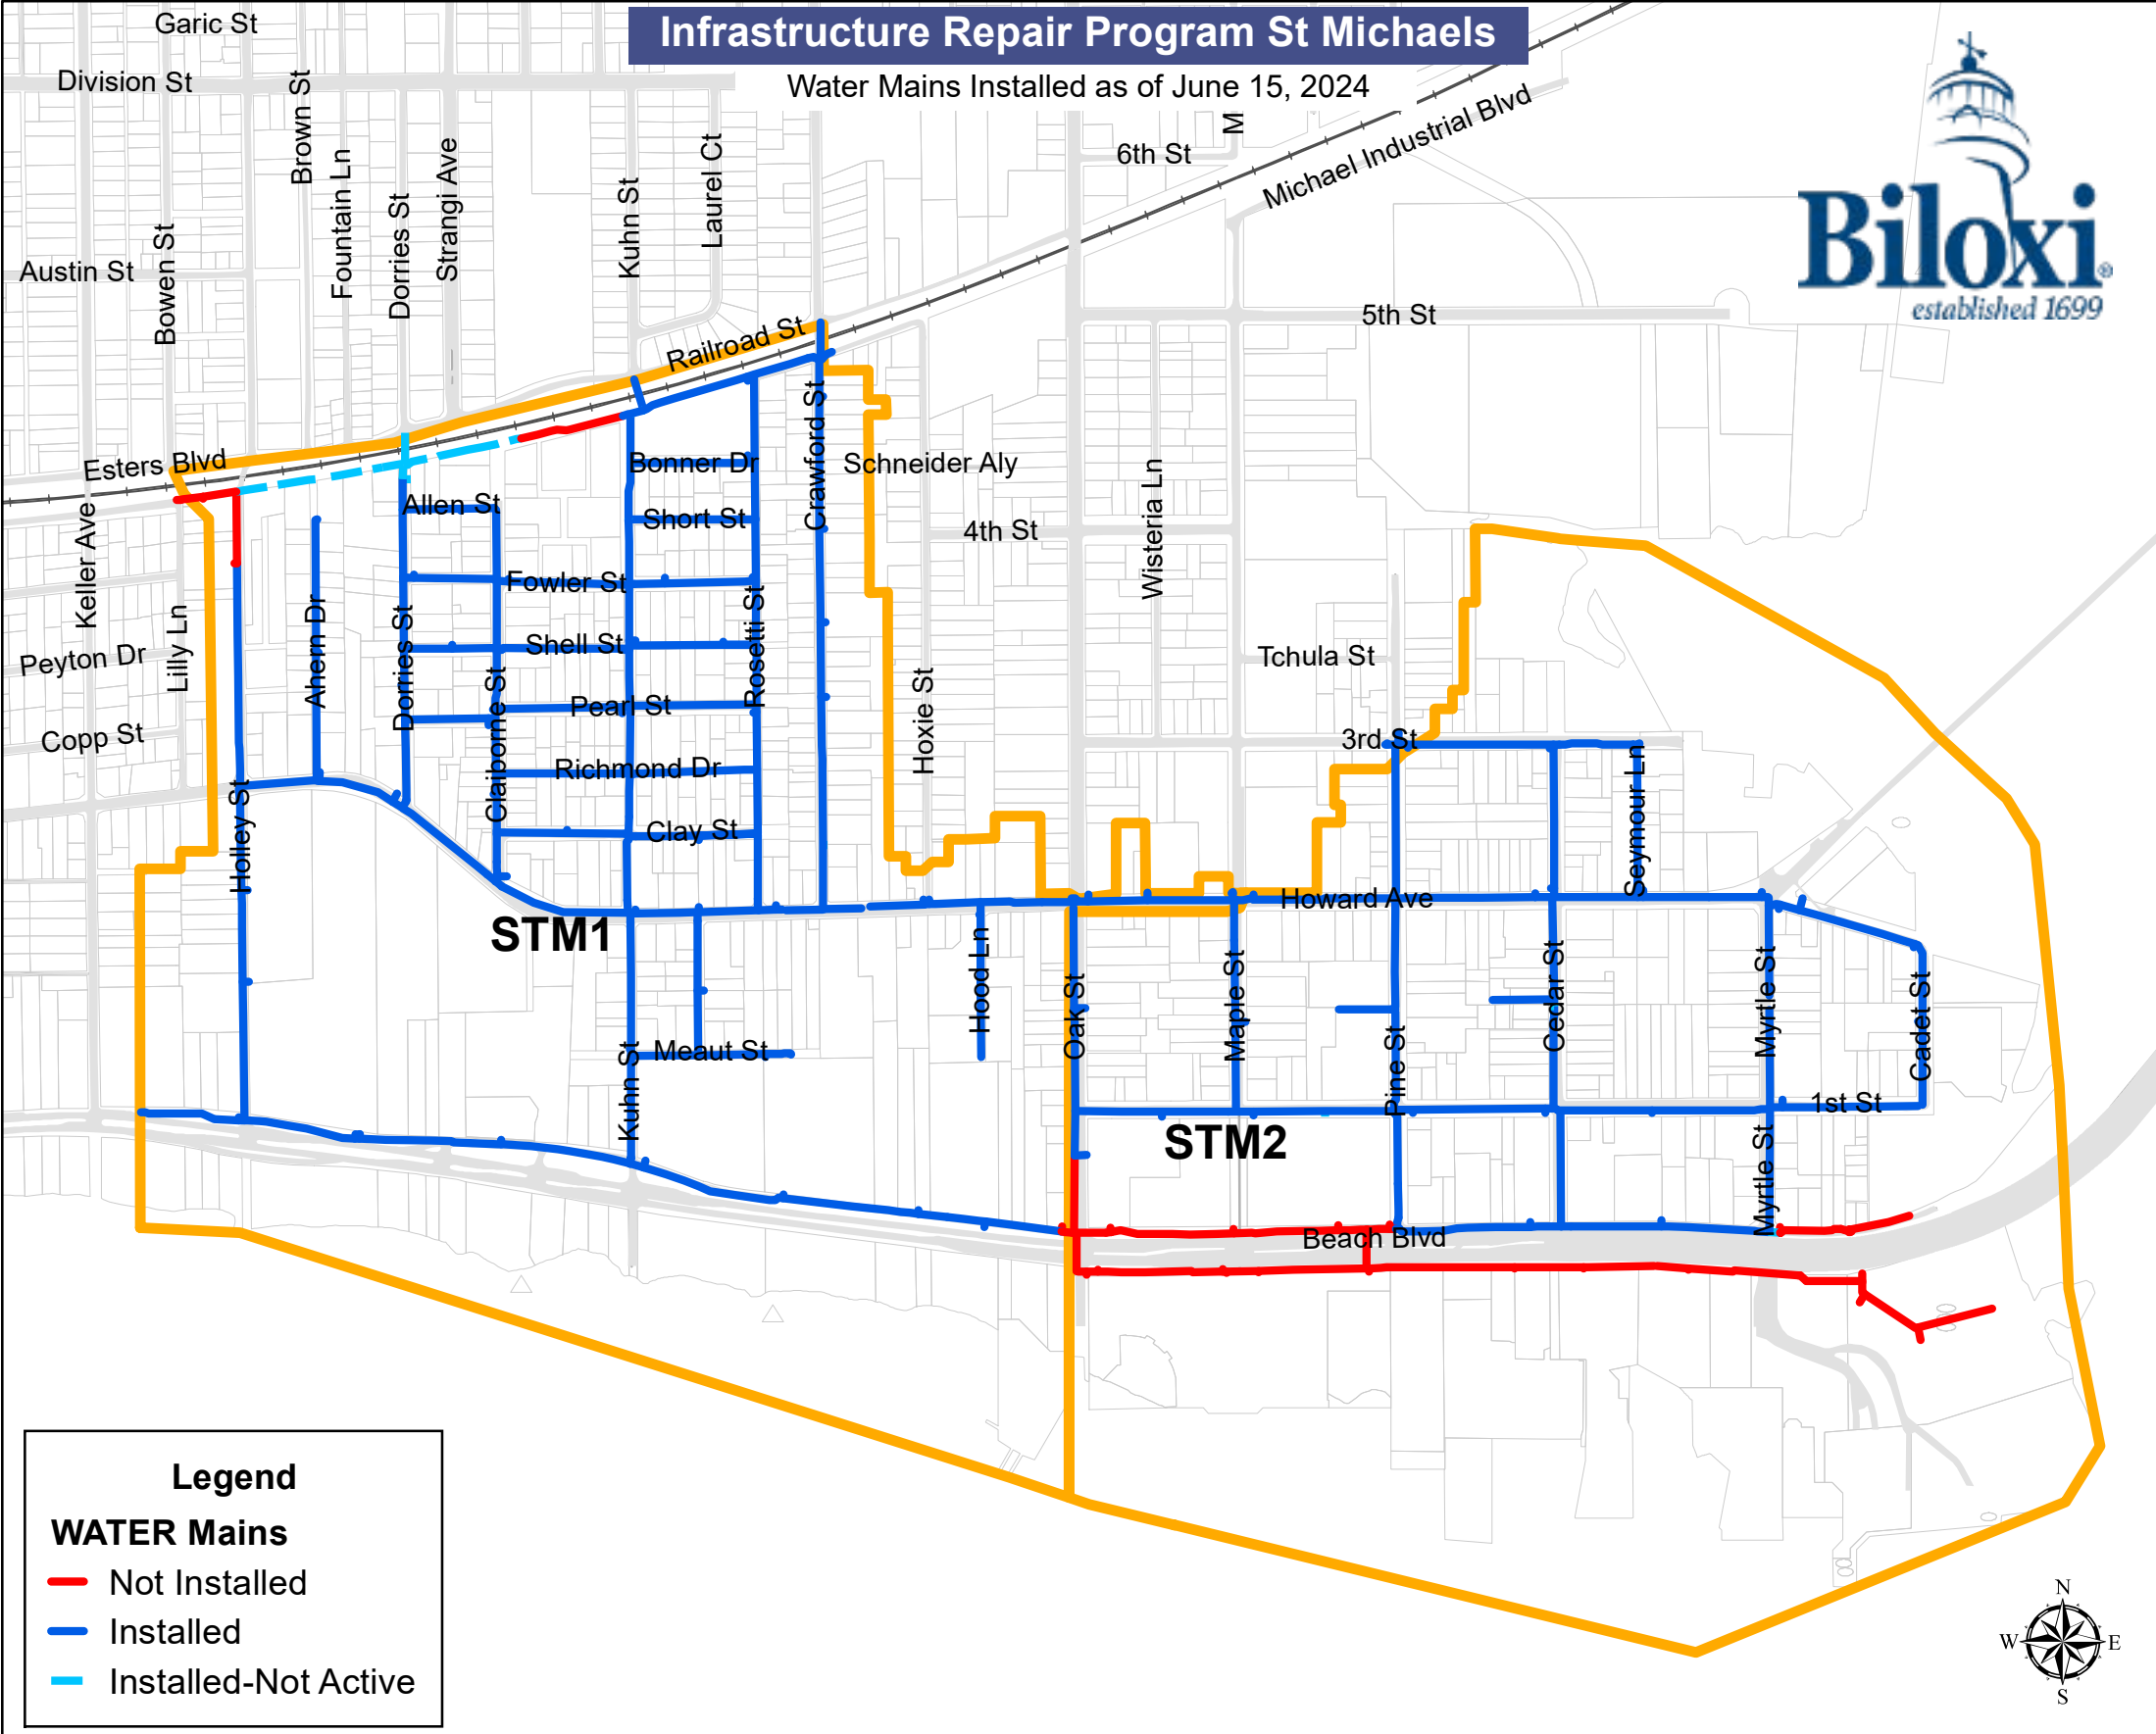 Infrastructure Repair Program St Michaels
Water Mains Installed as of June 15, 2024
Biloxi®
established 1699
Garic St
Division St
Brown St
Fountain Ln
Dorries St
Strangi Ave
Kuhn St
Laurel Ct
6th St
M
Michael Industrial Blvd
Austin St
Bowen St
5th St
Railroad St
Esters Blvd
Keller Ave
Allen St
Bonner Dr
Short St
Crawford St
Schneider Aly
4th St
Wisteria Ln
Fowler St
Shell St
Rosetti St
Pearl St
Richmond Dr
Clay St
Peyton Dr
Lilly Ln
Ahern Dr
Dorries St
Claiborne St
Copp St
Holley St
Hoxie St
Tchula St
3rd St
Seymour Ln
Howard Ave
STM1
Hood Ln
Oak St
Maple St
Pine St
Cedar St
Myrtle St
Cadet St
Kuhn St
Meaut St
1st St
STM2
Myrtle St
Beach Blvd
Legend
WATER Mains
Not Installed
Installed
Installed-Not Active
N
W E
S